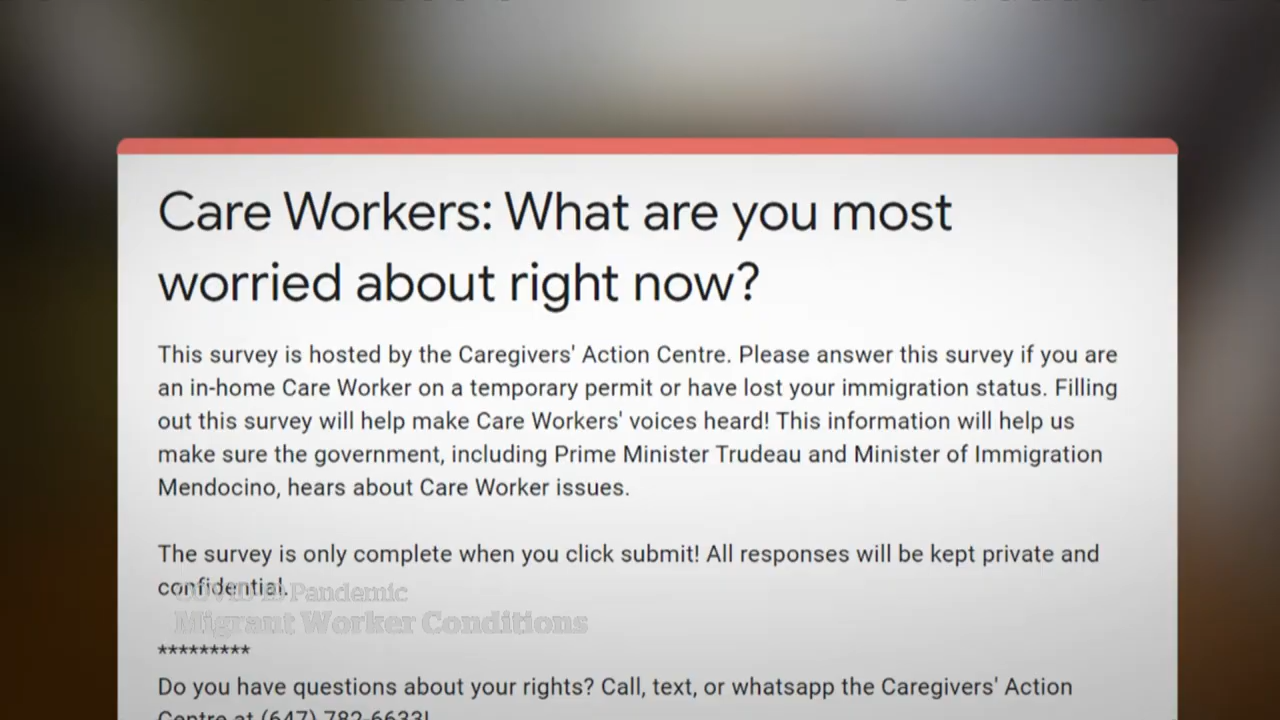 Care Workers: What are you most
worried about right now?
This survey is hosted by the Caregivers' Action Centre. Please answer this survey if you are
an in-home Care Worker on a temporary permit or have lost your immigration status. Filling
out this survey will help make Care Workers' voices heard! This information will help us
make sure the government, including Prime Minister Trudeau and Minister of Immigration
Mendocino, hears about Care Worker issues.
The survey is only complete when you click submit! All responses will be kept private and
confidential.
Pandemic
Migrant Worker Conditions
*********
Do you have questions about your rights? Call, text, or whatsapp the Caregivers' Action
Centre at (647) 782-6633!